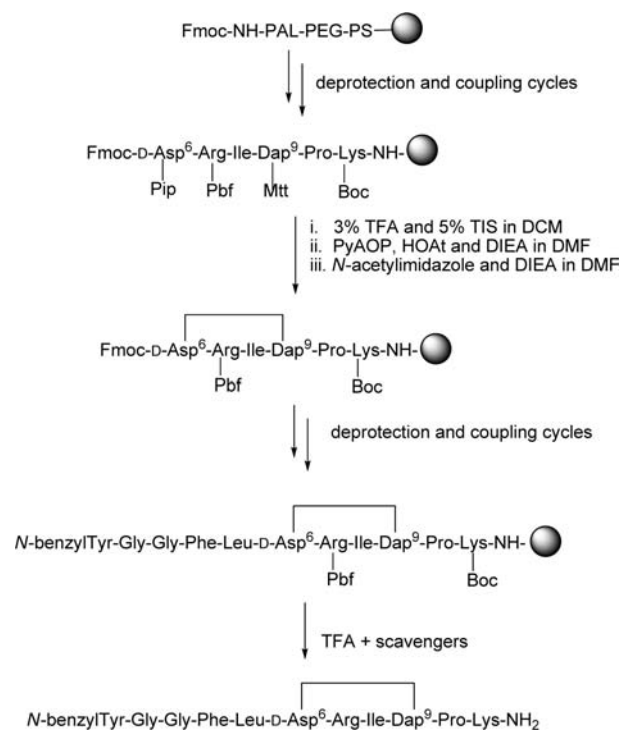 Fmoc-NH-PAL-PEG-PS
deprotection and coupling cycles
Fmoc-D-Asp⁶-Arg-Ile-Dap⁹-Pro-Lys-NH-
Pip Pbf Mtt Boc
i. 3% TFA and 5% TIS in DCM
ii. PyAOP, HOAt and DIEA in DMF
iii. N-acetylimidazole and DIEA in DMF
Fmoc-D-Asp⁶-Arg-Ile-Dap⁹-Pro-Lys-NH-
Pbf Boc
deprotection and coupling cycles
N-benzylTyr-Gly-Gly-Phe-Leu-D-Asp⁶-Arg-Ile-Dap⁹-Pro-Lys-NH-
Pbf Boc
TFA + scavengers
N-benzylTyr-Gly-Gly-Phe-Leu-D-Asp⁶-Arg-Ile-Dap⁹-Pro-Lys-NH₂